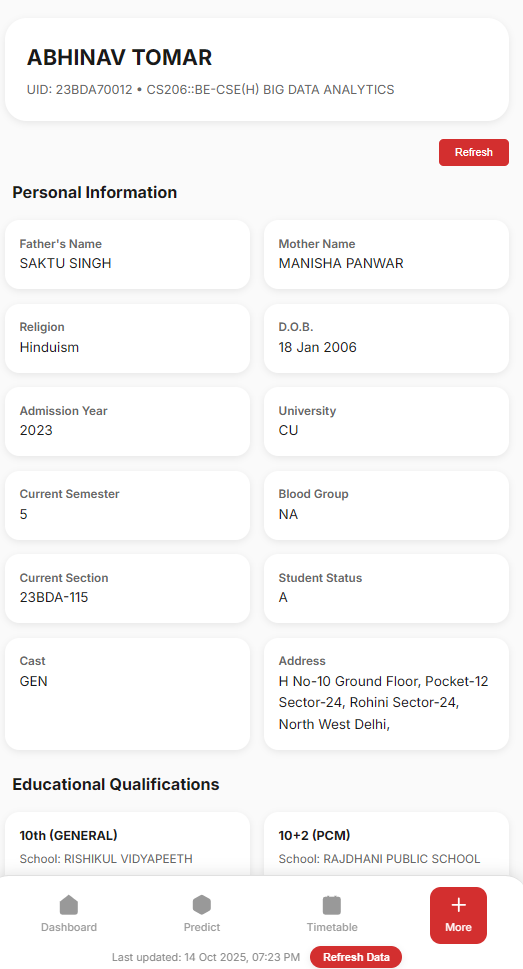 ABHINAV TOMAR
UID: 23BDA70012 • CS206::BE-CSE(H) BIG DATA ANALYTICS
Refresh
Personal Information
Father's Name
SAKTU SINGH
Mother Name
MANISHA PANWAR
Religion
Hinduism
D.O.B.
18 Jan 2006
Admission Year
2023
University
CU
Current Semester
5
Blood Group
NA
Current Section
23BDA-115
Student Status
A
Cast
GEN
Address
H No-10 Ground Floor, Pocket-12
Sector-24, Rohini Sector-24,
North West Delhi,
Educational Qualifications
10th (GENERAL)
School: RISHIKUL VIDYAPEETH
10+2 (PCM)
School: RAJDHANI PUBLIC SCHOOL
Dashboard
Predict
Timetable
More
Last updated: 14 Oct 2025, 07:23 PM
Refresh Data